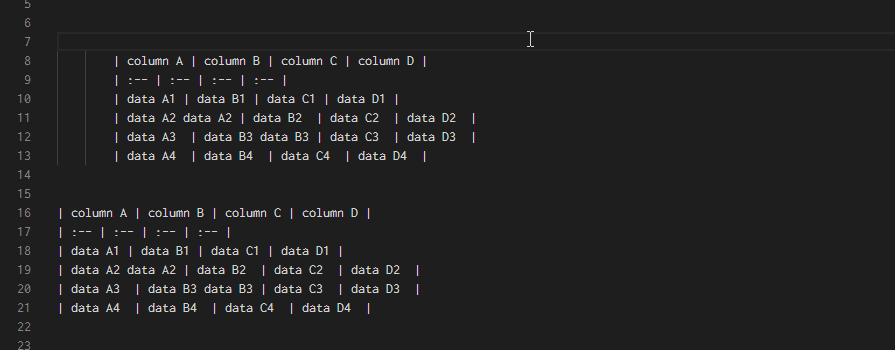 5
6
7
8 | column A | column B | column C | column D |
9 | :-- | :-- | :-- | :-- |
10 | data A1 | data B1 | data C1 | data D1 |
11 | data A2 data A2 | data B2  | data C2  | data D2  |
12 | data A3  | data B3 data B3 | data C3  | data D3  |
13 | data A4  | data B4  | data C4  | data D4  |
14
15
16 | column A | column B | column C | column D |
17 | :-- | :-- | :-- | :-- |
18 | data A1 | data B1 | data C1 | data D1 |
19 | data A2 data A2 | data B2  | data C2  | data D2  |
20 | data A3  | data B3 data B3 | data C3  | data D3  |
21 | data A4  | data B4  | data C4  | data D4  |
22
23